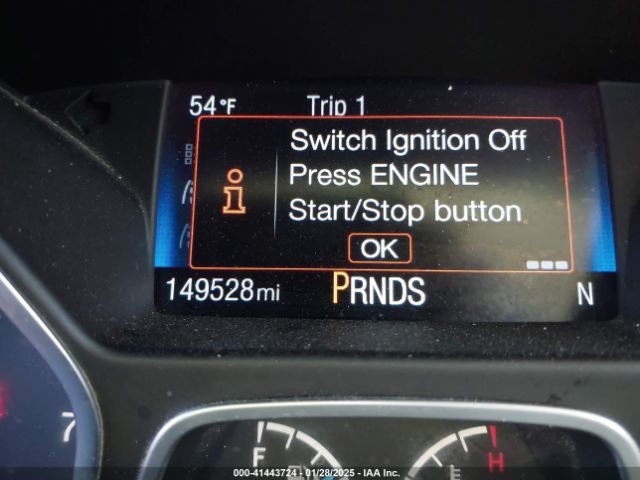 54°F Trip 1
Switch Ignition Off
Press ENGINE
Start/Stop button
OK
149528mi PRNDS N
7
F H
E
000-41443724 | 01/28/2025 - IAA Inc.